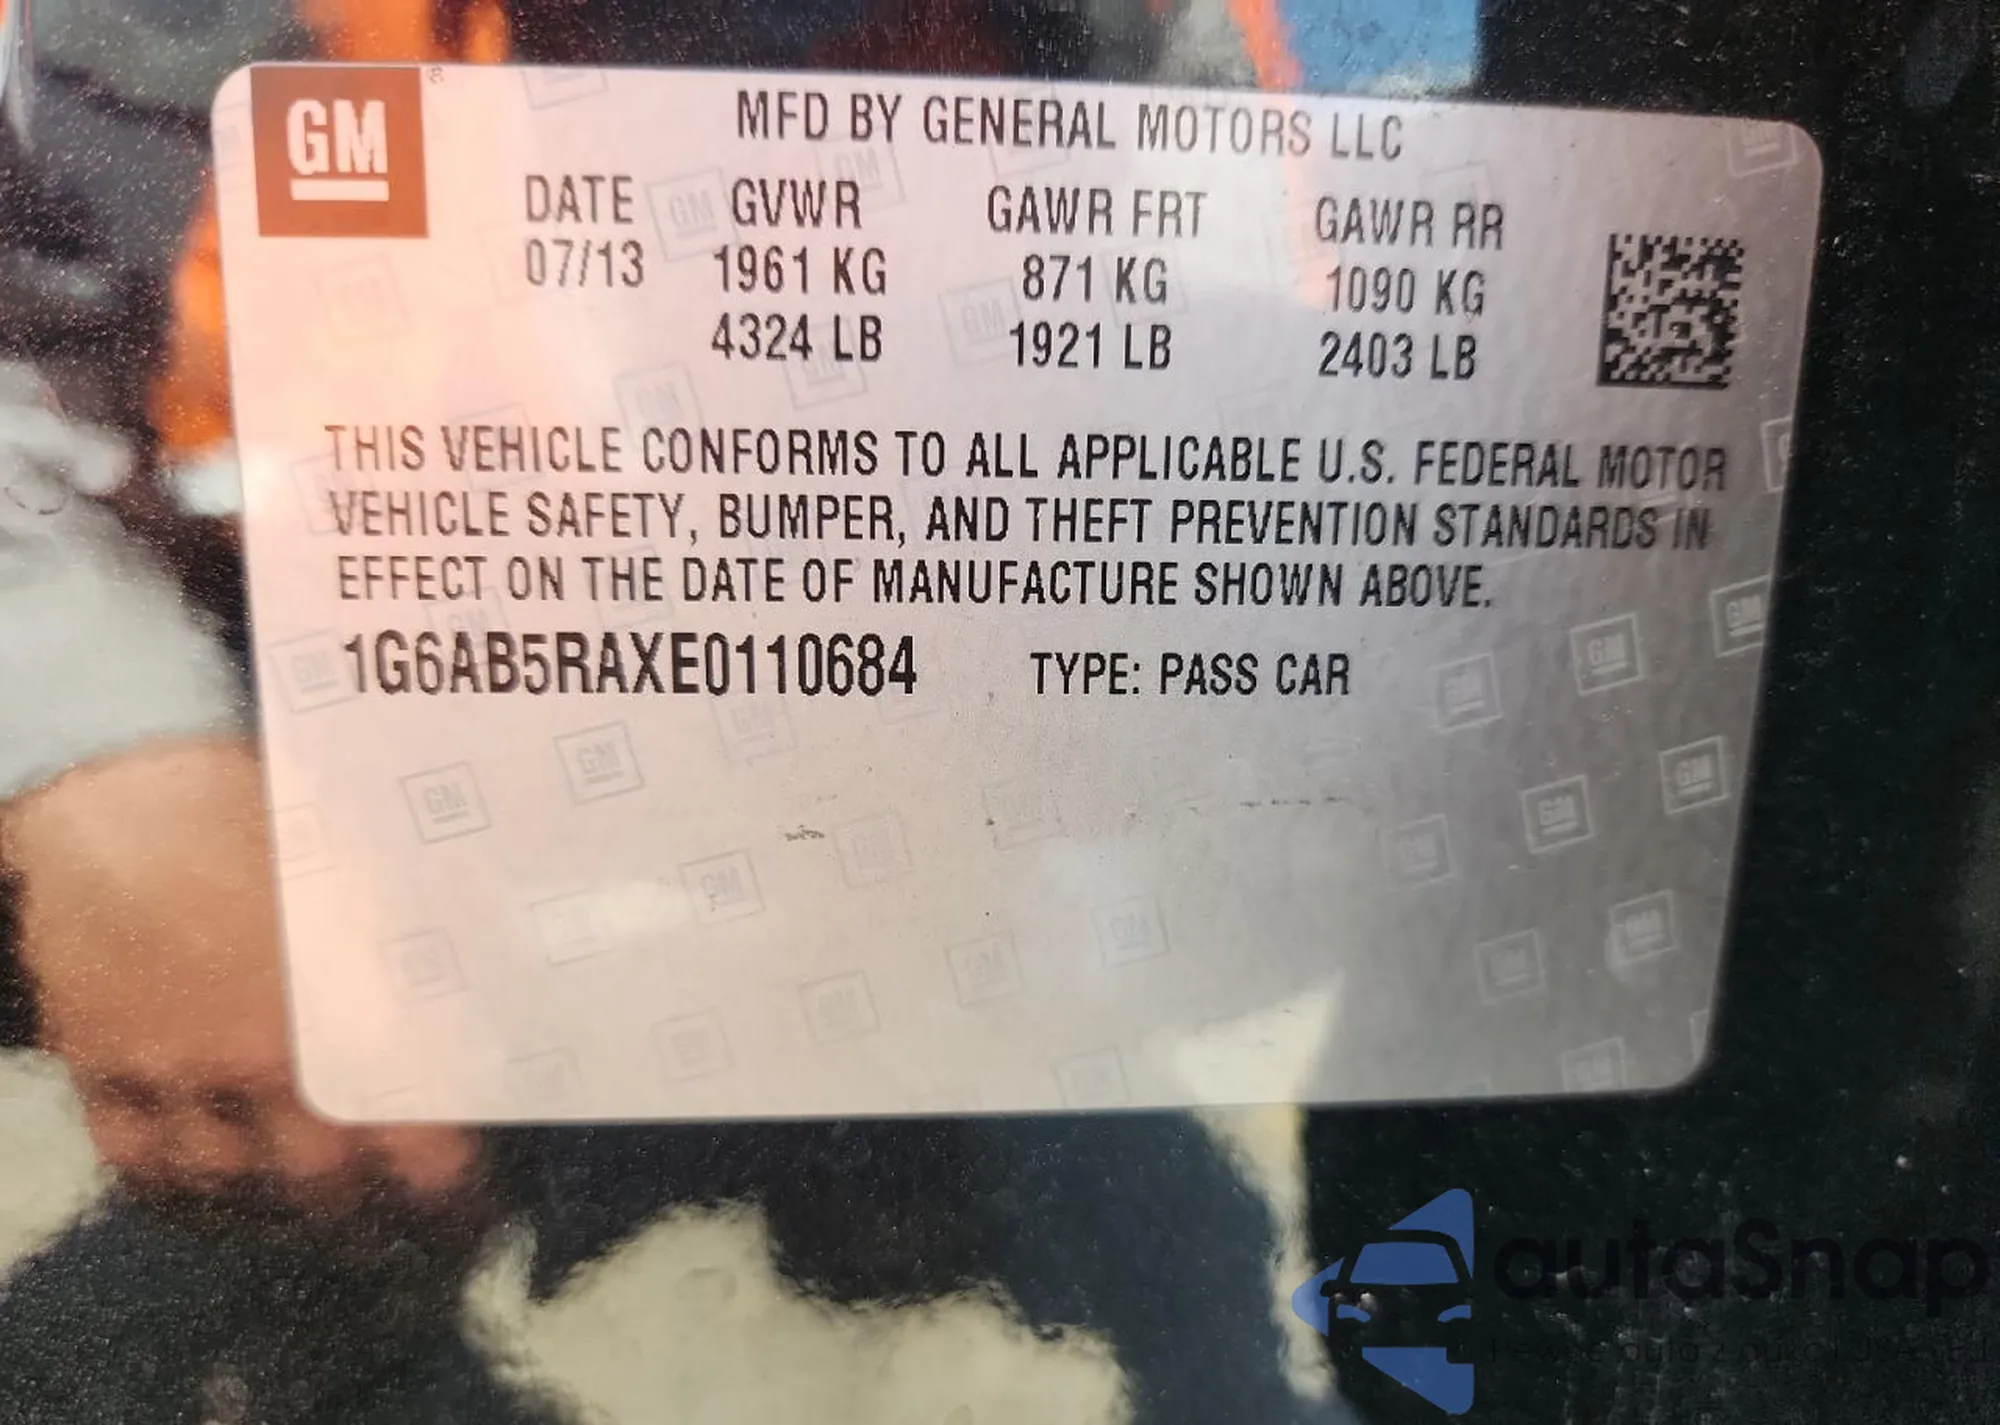 GM ®
MFD BY GENERAL MOTORS LLC
DATE GVWR GAWR FRT GAWR RR
07/13 1961 KG 871 KG 1090 KG
4324 LB 1921 LB 2403 LB
THIS VEHICLE CONFORMS TO ALL APPLICABLE U.S. FEDERAL MOTOR
VEHICLE SAFETY, BUMPER, AND THEFT PREVENTION STANDARDS IN
EFFECT ON THE DATE OF MANUFACTURE SHOWN ABOVE.
1G6AB5RAXE0110684 TYPE: PASS CAR
autaSnap